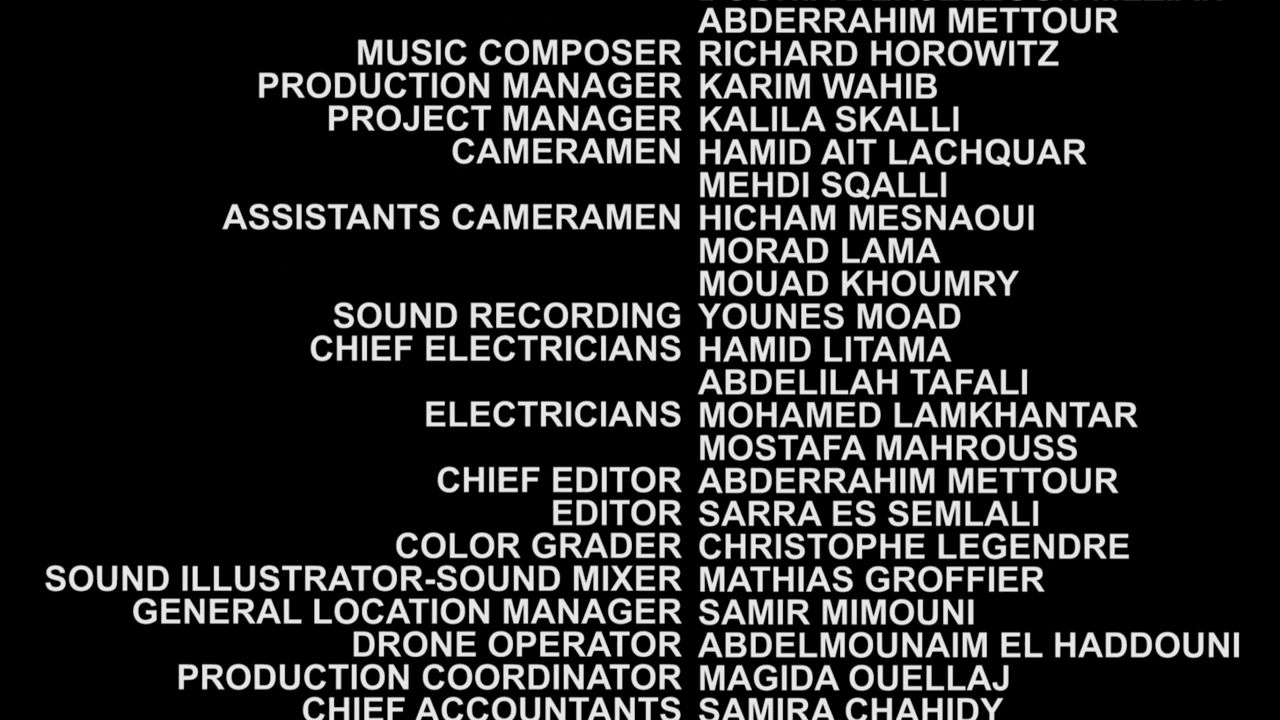 ABDERRAHIM METTOUR
MUSIC COMPOSER RICHARD HOROWITZ
PRODUCTION MANAGER KARIM WAHIB
PROJECT MANAGER KALILA SKALLI
CAMERAMEN HAMID AIT LACHQUAR
MEHDI SQALLI
ASSISTANTS CAMERAMEN HICHAM MESNAOUI
MORAD LAMA
MOUAD KHOUMRY
SOUND RECORDING YOUNES MOAD
CHIEF ELECTRICIANS HAMID LITAMA
ABDELILAH TAFALI
ELECTRICIANS MOHAMED LAMKHANTAR
MOSTAFA MAHROUSS
CHIEF EDITOR ABDERRAHIM METTOUR
EDITOR SARRA ES SEMLALI
COLOR GRADER CHRISTOPHE LEGENDRE
SOUND ILLUSTRATOR-SOUND MIXER MATHIAS GROFFIER
GENERAL LOCATION MANAGER SAMIR MIMOUNI
DRONE OPERATOR ABDELMOUNAIM EL HADDOUNI
PRODUCTION COORDINATOR MAGIDA OUELLAJ
CHIEF ACCOUNTANTS SAMIRA CHAHIDY